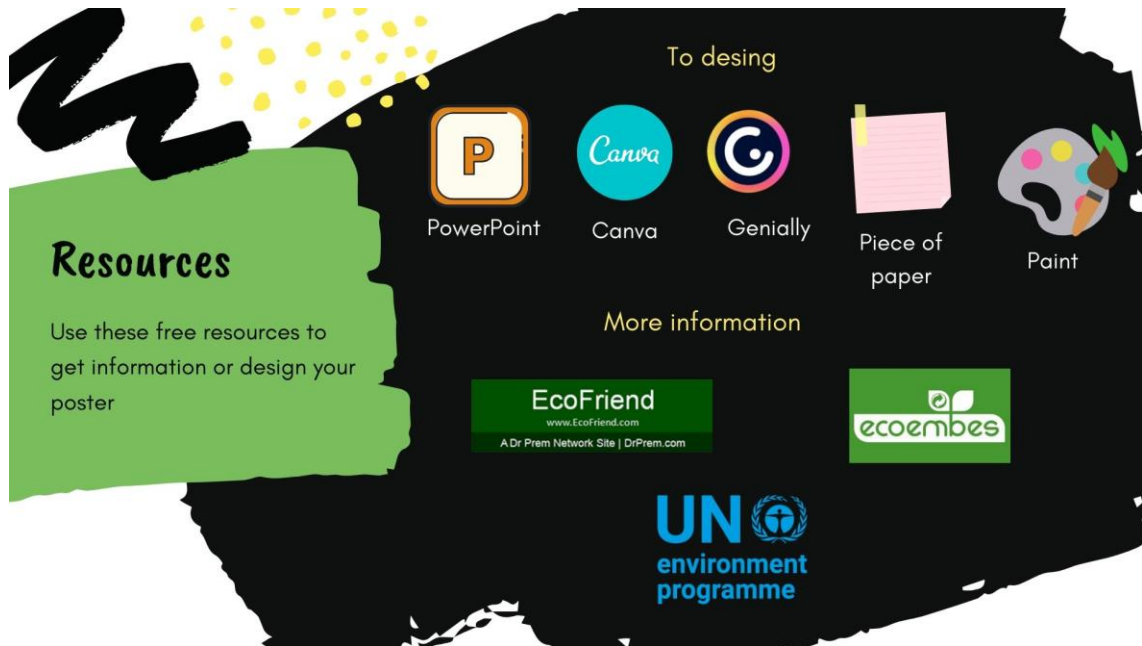 Resources
Use these free resources to
get information or design your
poster
To desing
P
PowerPoint
Canva
Canva
Genially
Piece of
paper
Paint
More information
EcoFriend
www.EcoFriend.com
A Dr Prem Network Site | DrPrem.com
ecoembes
UN
environment
programme